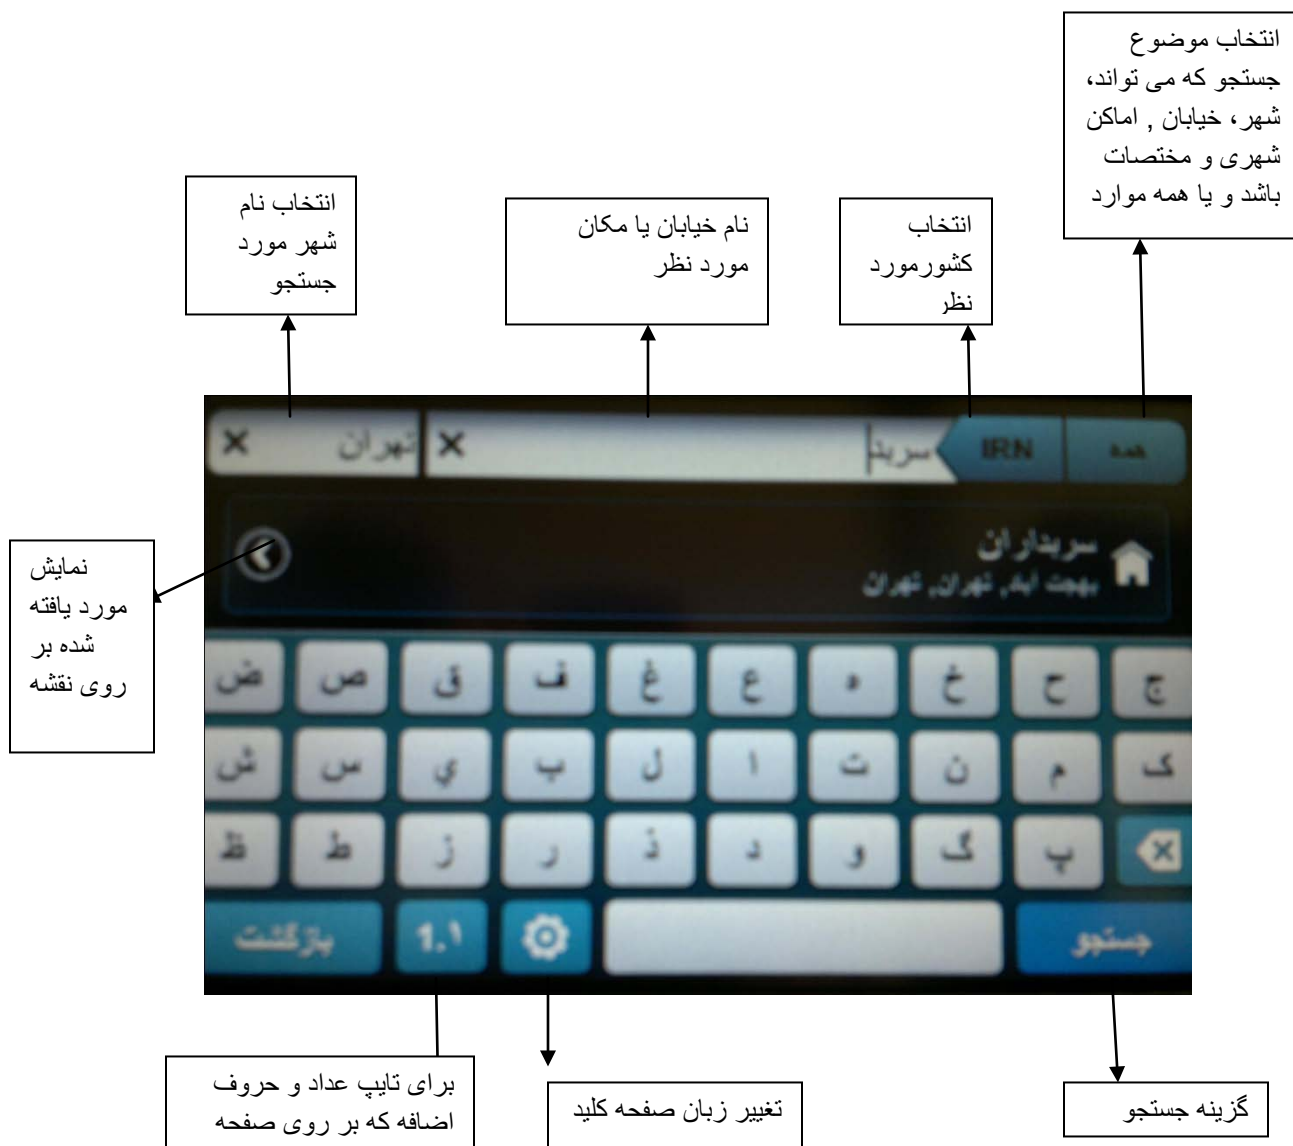 انتخاب موضوع
جستجو که می تواند،
شهر، خیابان , اماکن
شهری و مختصات
باشد و یا همه موارد
انتخاب
کشورمورد
نظر
نام خیابان یا مکان
مورد نظر
انتخاب نام
شهر مورد
جستجو
همه IRN سربد تهران
سربداران
بهجت آباد, تهران, تهران
نمایش
مورد یافته
شده بر
روی نقشه
ض ص ق ف غ ع ه خ ح ج
ش س ي ب ل ا ت ن م ک
ظ ط ز ر ذ د و گ پ
بازگشت 1.۱ جستجو
گزینه جستجو
تغییر زبان صفحه کلید
برای تایپ عداد و حروف
اضافه که بر روی صفحه